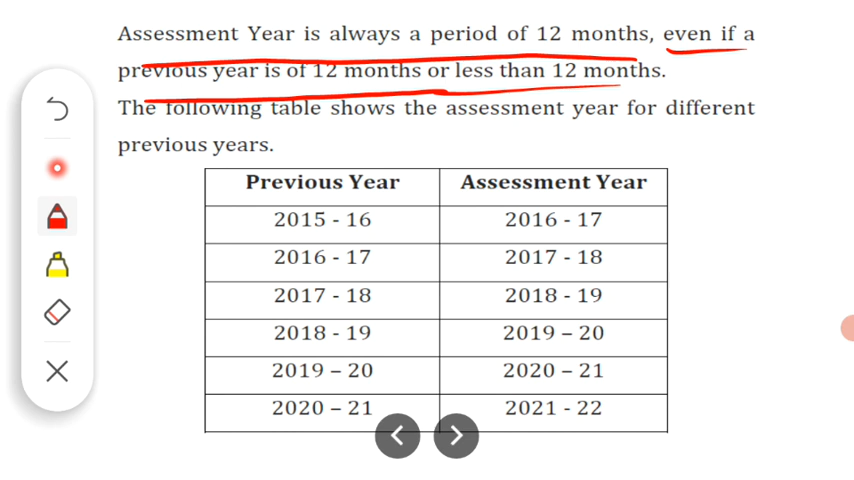 Assessment Year is always a period of 12 months, even if a
previous year is of 12 months or less than 12 months.
The following table shows the assessment year for different
previous years.
Previous Year Assessment Year
2015 - 16 2016 - 17
2016 - 17 2017 - 18
2017 - 18 2018 - 19
2018 - 19 2019 – 20
2019 – 20 2020 – 21
2020 – 21 2021 - 22